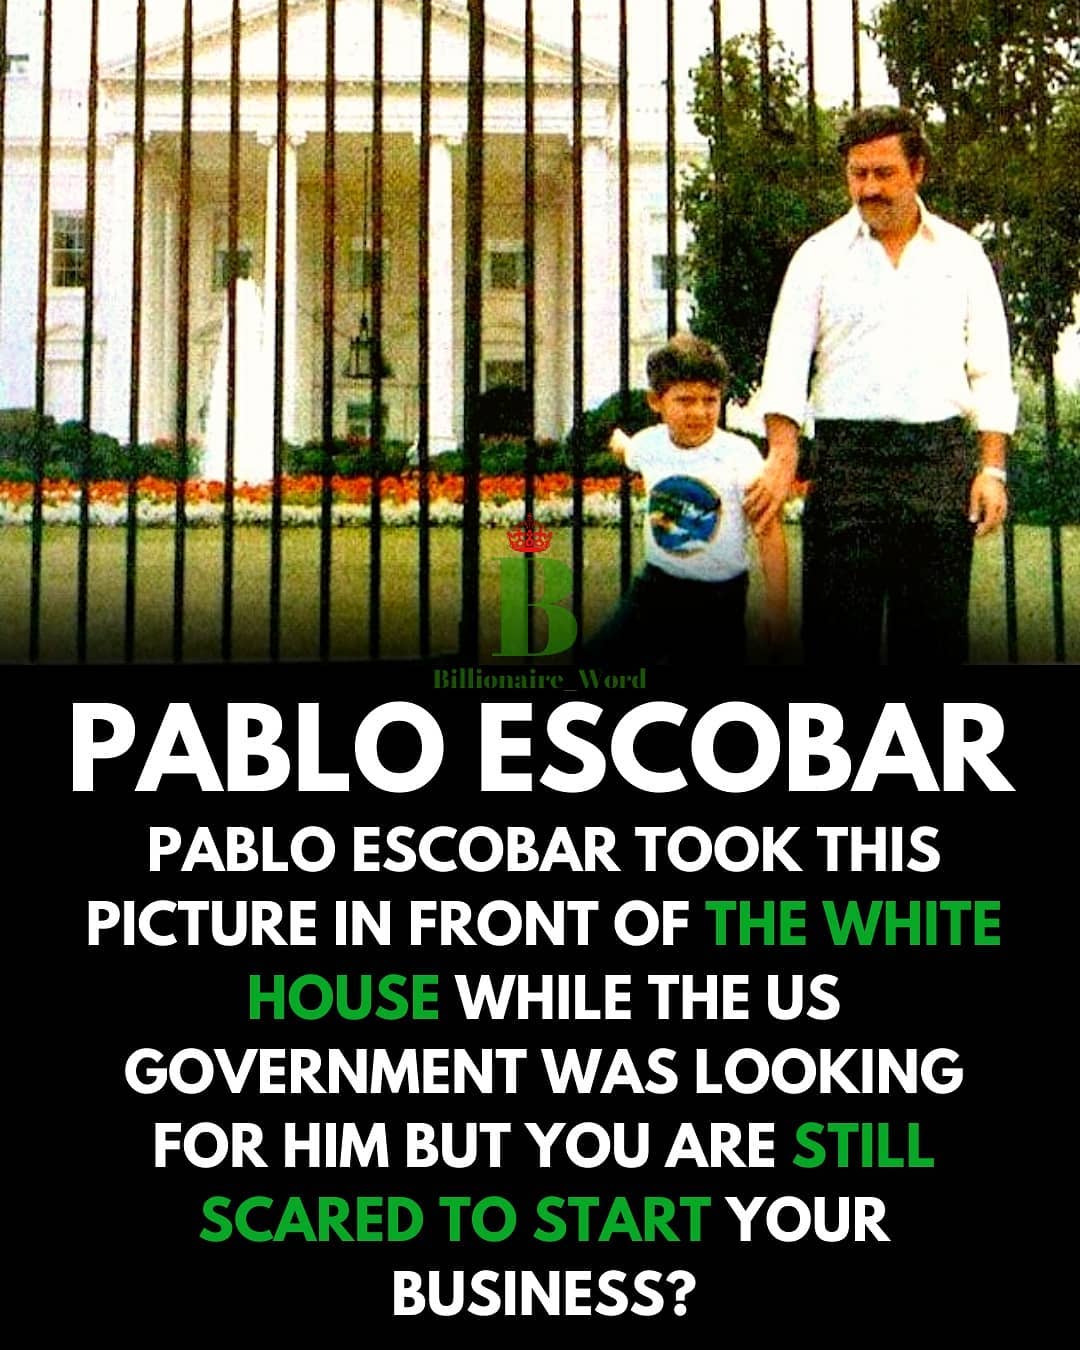 B
Billionaire_Word
PABLO ESCOBAR
PABLO ESCOBAR TOOK THIS
PICTURE IN FRONT OF THE WHITE
HOUSE WHILE THE US
GOVERNMENT WAS LOOKING
FOR HIM BUT YOU ARE STILL
SCARED TO START YOUR
BUSINESS?